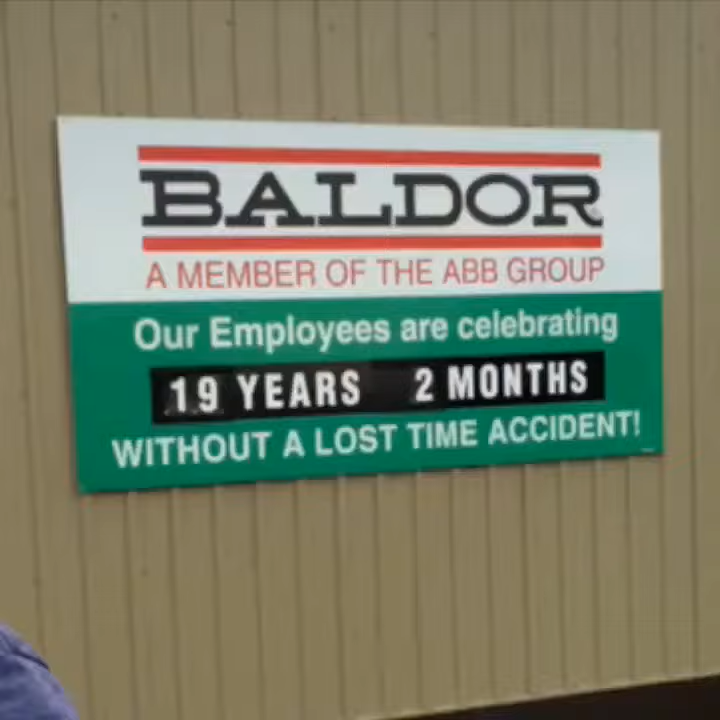 BALDOR
A MEMBER OF THE ABB GROUP
Our Employees are celebrating
19 YEARS 2 MONTHS
WITHOUT A LOST TIME ACCIDENT!